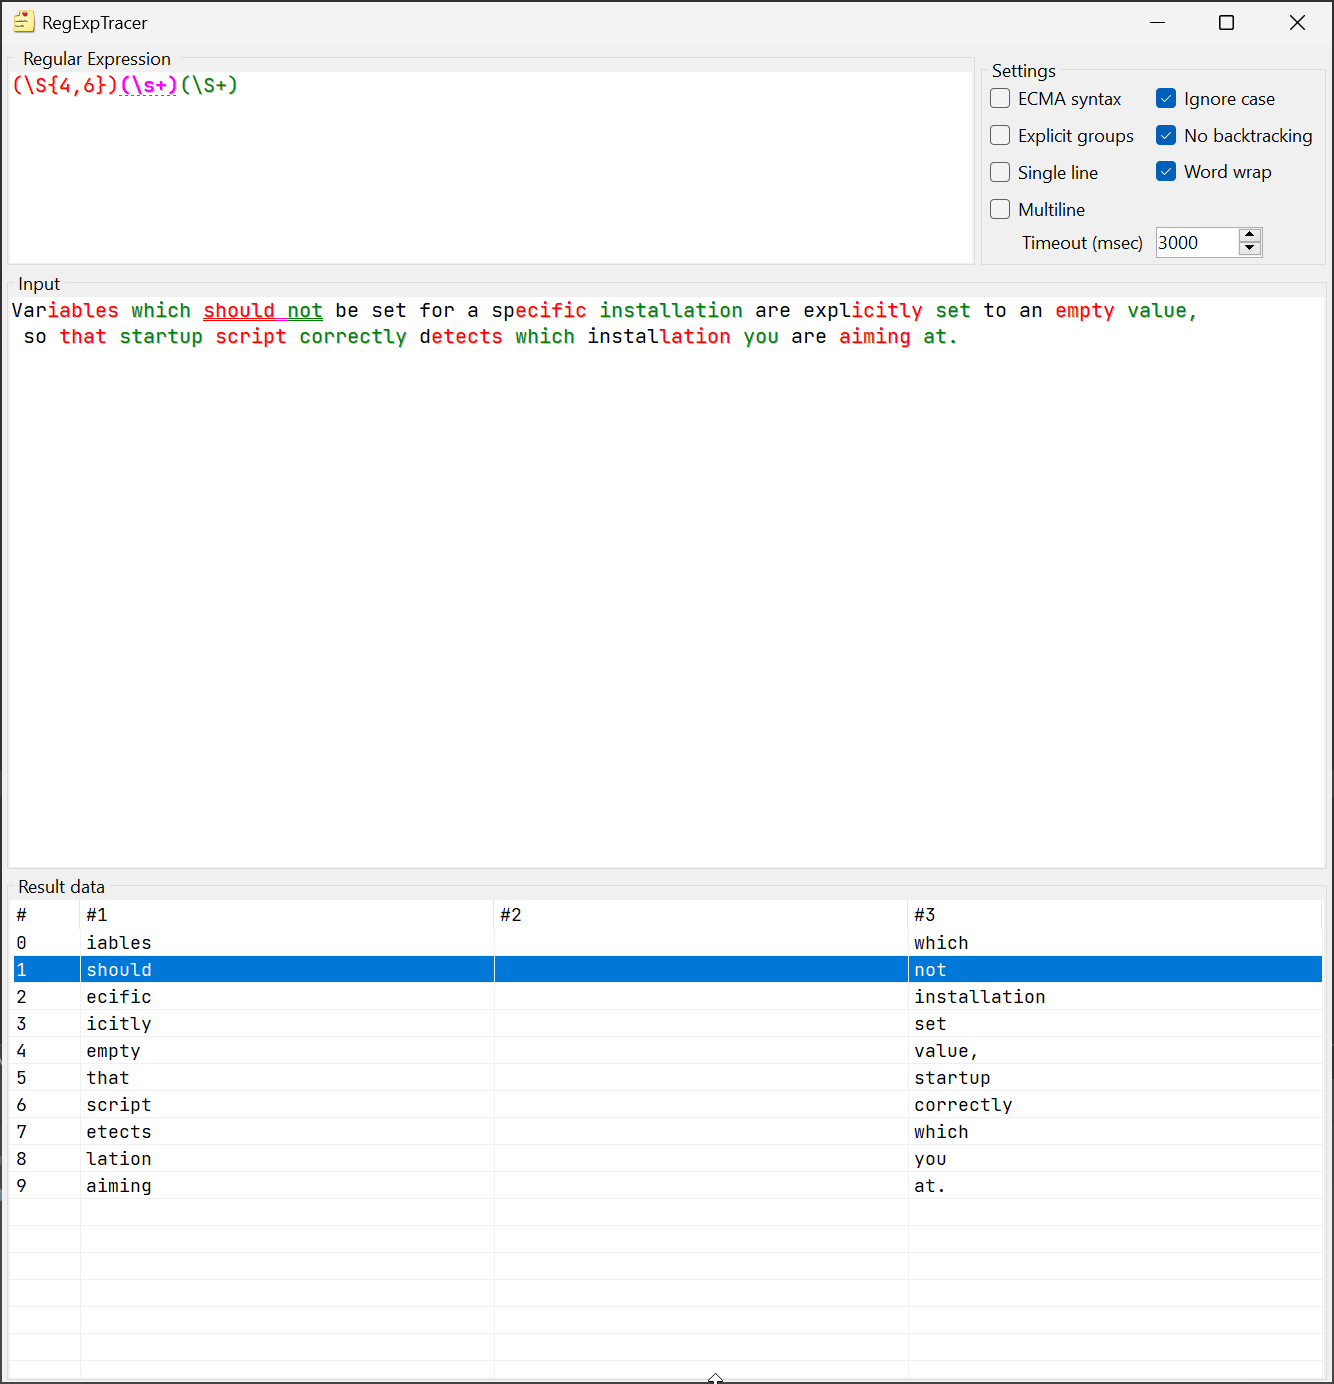 RegExpTracer
Regular Expression
(\S{4,6})(\s+)(\S+)
Settings
ECMA syntax
Ignore case
Explicit groups
No backtracking
Single line
Word wrap
Multiline
Timeout (msec) 3000
Input
Variables which should not be set for a specific installation are explicitly set to an empty value,
so that startup script correctly detects which installation you are aiming at.
Result data
# #1 #2 #3
0 iables which
1 should not
2 ecific installation
3 icitly set
4 empty value,
5 that startup
6 script correctly
7 etects which
8 lation you
9 aiming at.